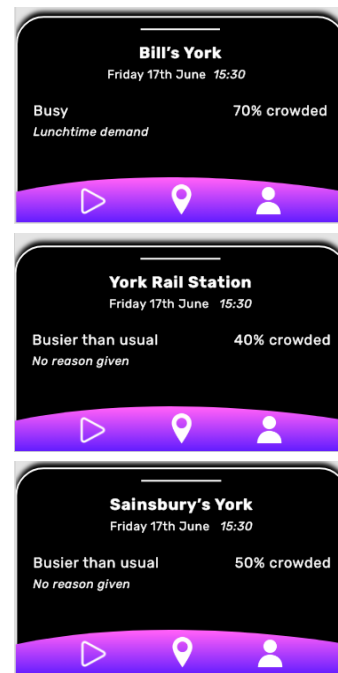 Bill's York
Friday 17th June 15:30
Busy 70% crowded
Lunchtime demand
York Rail Station
Friday 17th June 15:30
Busier than usual 40% crowded
No reason given
Sainsbury's York
Friday 17th June 15:30
Busier than usual 50% crowded
No reason given